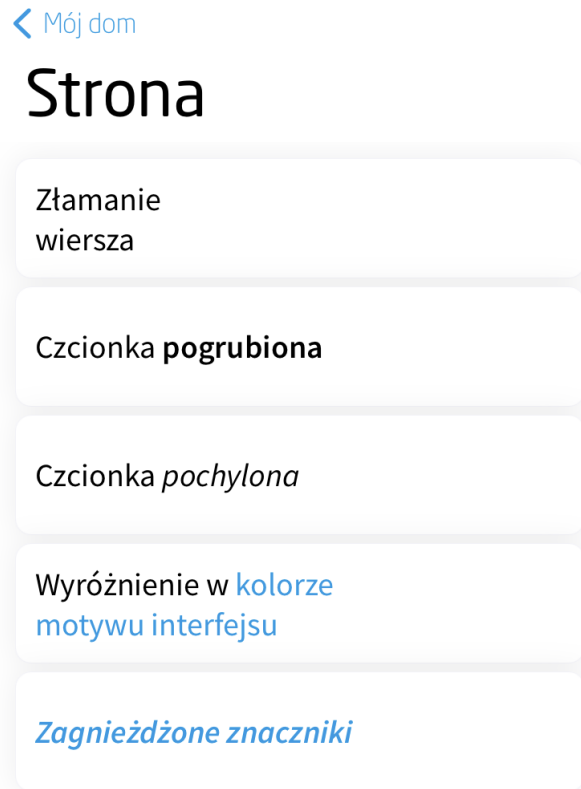 Mój dom
Strona
Złamanie
wiersza
Czcionka pogrubiona
Czcionka pochylona
Wyróżnienie w kolorze
motywu interfejsu
Zagnieżdżone znaczniki